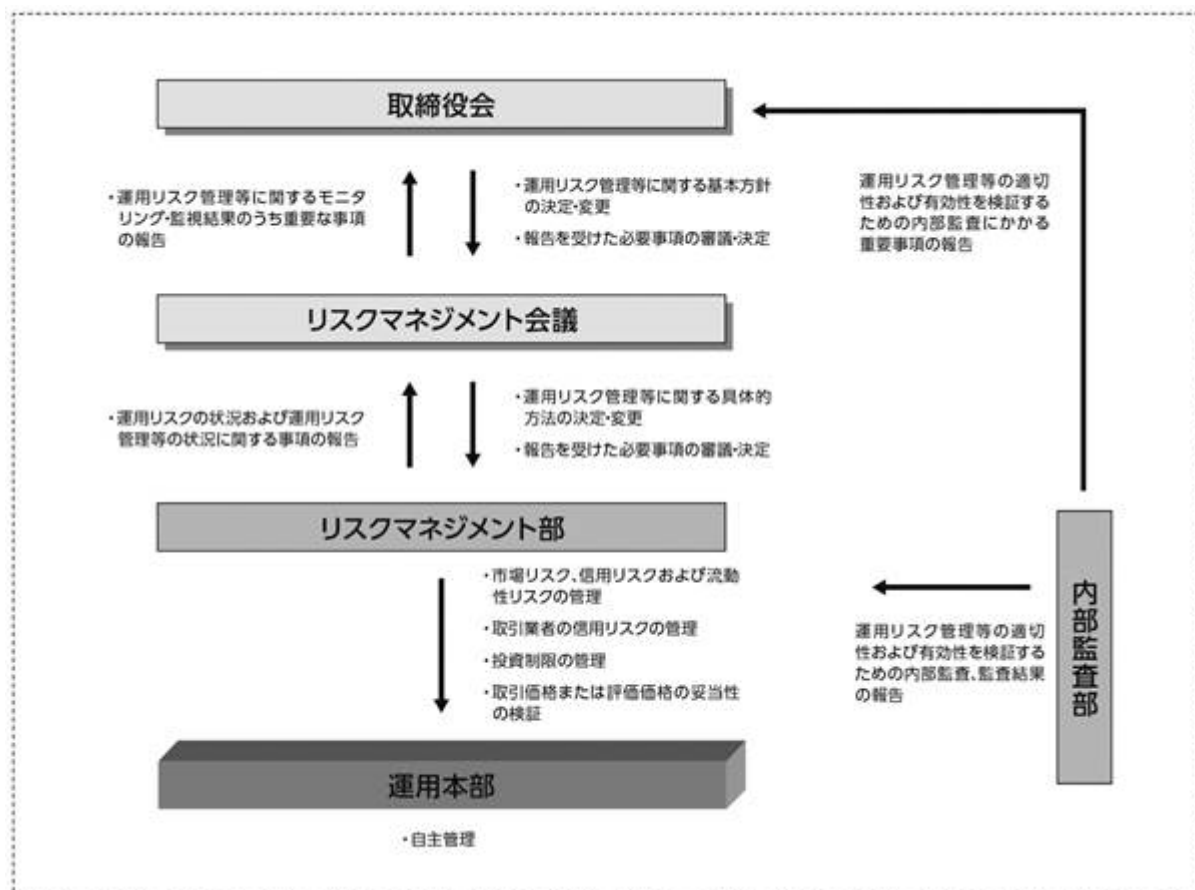 取締役会
・運用リスク管理等に関するモニタ
リング・監視結果のうち重要な事項
の報告
・運用リスク管理等に関する基本方針
の決定・変更
・報告を受けた必要事項の審議・決定
運用リスク管理等の適切
性および有効性を検証する
ための内部監査にかかる
重要事項の報告
リスクマネジメント会議
・運用リスクの状況および運用リスク
管理等の状況に関する事項の報告
・運用リスク管理等に関する具体的
方法の決定・変更
・報告を受けた必要事項の審議・決定
リスクマネジメント部
・市場リスク、信用リスクおよび流動
性リスクの管理
・取引業者の信用リスクの管理
・投資制限の管理
・取引価格または評価価格の妥当性
の検証
運用リスク管理等の適切
性および有効性を検証する
ための内部監査、監査結果
の報告
内部監査部
運用本部
・自主管理